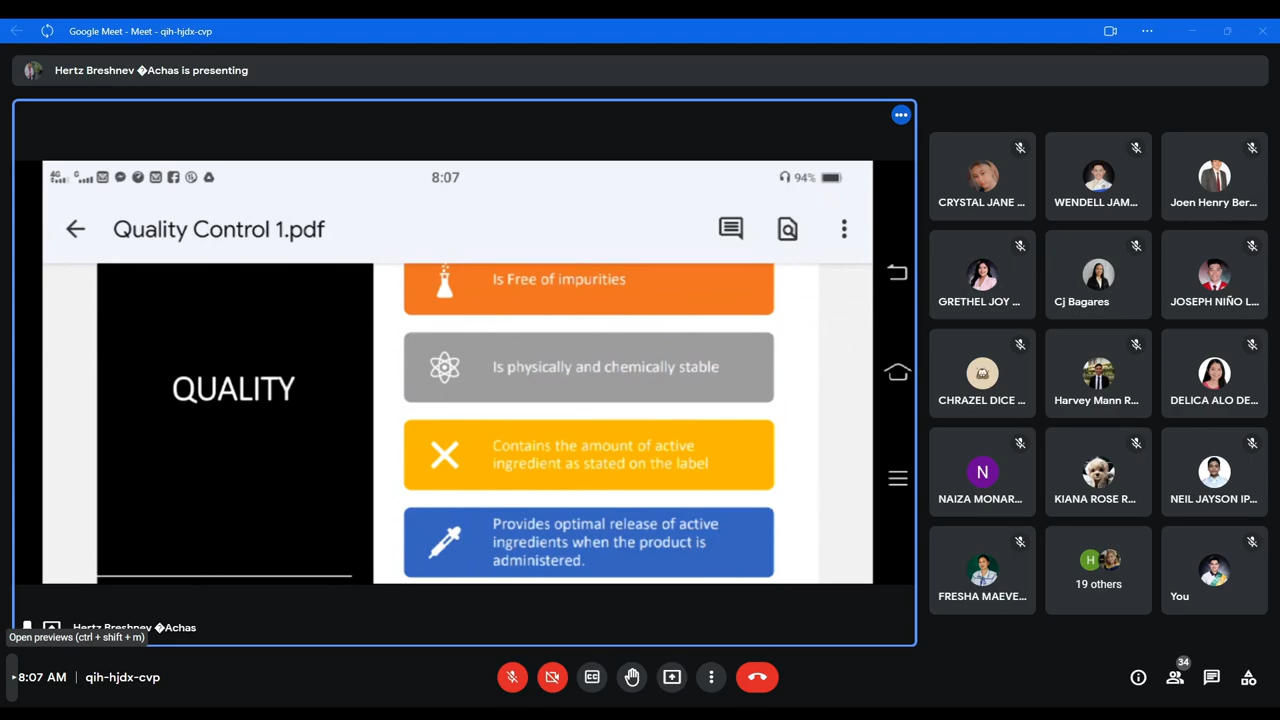 Google Meet - Meet - qih-hjdx-cvp
Hertz Breshnev �Achas is presenting
4G
G
8:07
94%
Quality Control 1.pdf
QUALITY
Is Free of impurities
Is physically and chemically stable
Contains the amount of active
ingredient as stated on the label
Provides optimal release of active
ingredients when the product is
administered.
CRYSTAL JANE ...
WENDELL JAM...
Joen Henry Ber...
GRETHEL JOY ...
Cj Bagares
JOSEPH NIÑO L...
CHRAZEL DICE ...
Harvey Mann R...
DELICA ALO DE...
N
NAIZA MONAR...
KIANA ROSE R...
NEIL JAYSON IP...
FRESHA MAEVE...
H
19 others
You
Hertz Breshnev �Achas
Open previews (ctrl + shift + m)
8:07 AM | qih-hjdx-cvp
CC
34